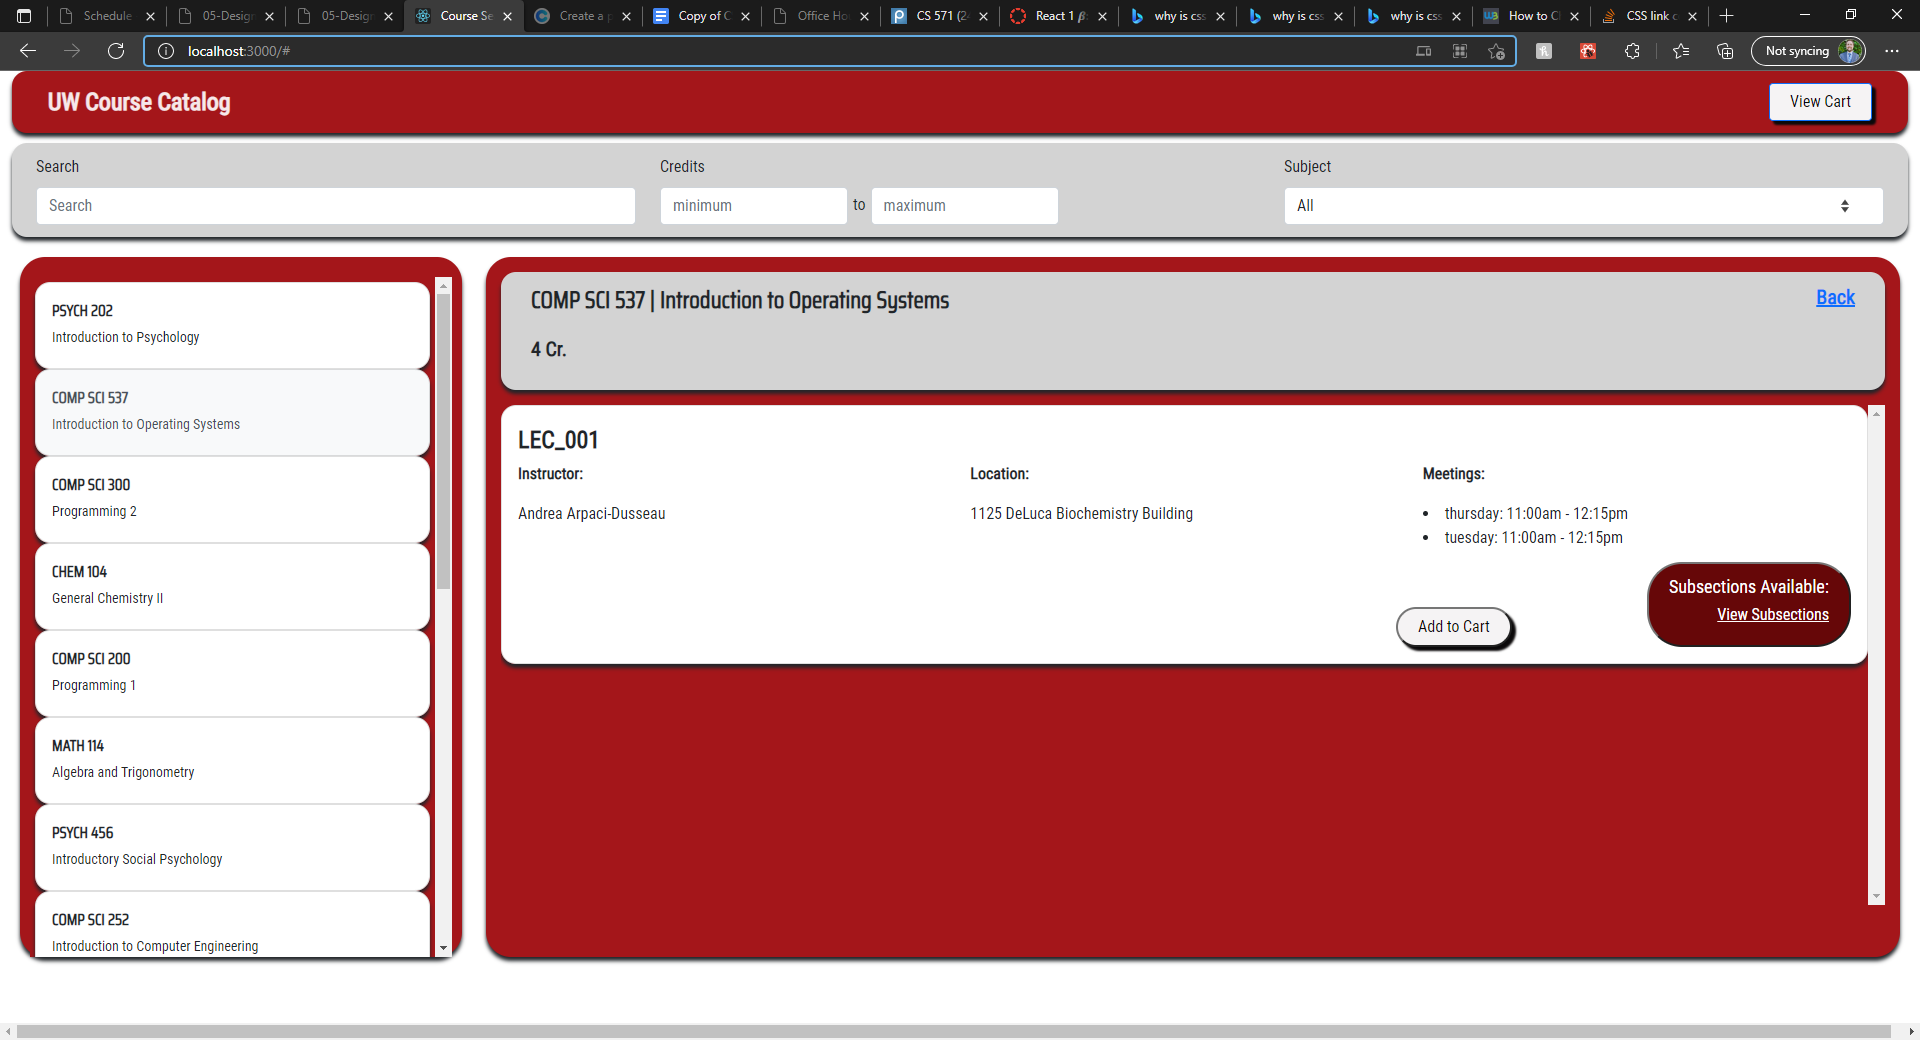 Schedule
05-Design
05-Design
Course Se
Create a p
Copy of C
Office Ho
CS 571 (2
React 1
why is css
why is css
why is css
How to C
CSS link c
localhost:3000/#
Not syncing
UW Course Catalog
View Cart
Search
Credits
Subject
Search
minimum
to
maximum
All
PSYCH 202
Introduction to Psychology
COMP SCI 537
Introduction to Operating Systems
COMP SCI 300
Programming 2
CHEM 104
General Chemistry II
COMP SCI 200
Programming 1
MATH 114
Algebra and Trigonometry
PSYCH 456
Introductory Social Psychology
COMP SCI 252
Introduction to Computer Engineering
COMP SCI 537 | Introduction to Operating Systems
Back
4 Cr.
LEC_001
Instructor:
Location:
Meetings:
Andrea Arpaci-Dusseau
1125 DeLuca Biochemistry Building
• thursday: 11:00am - 12:15pm
• tuesday: 11:00am - 12:15pm
Add to Cart
Subsections Available:
View Subsections